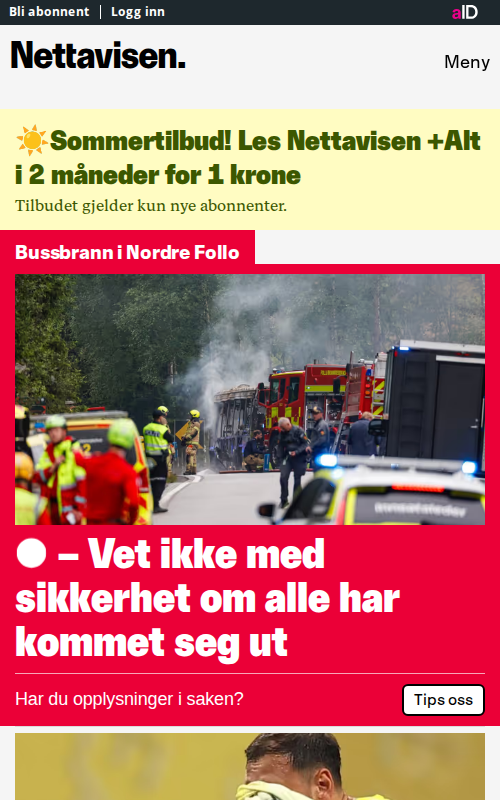 Bli abonnent
Logg inn
aID
Nettavisen.
Meny
Sommertilbud! Les Nettavisen +Alt
i 2 måneder for 1 krone
Tilbudet gjelder kun nye abonnenter.
Bussbrann i Nordre Follo
– Vet ikke med
sikkerhet om alle har
kommet seg ut
Har du opplysninger i saken?
Tips oss